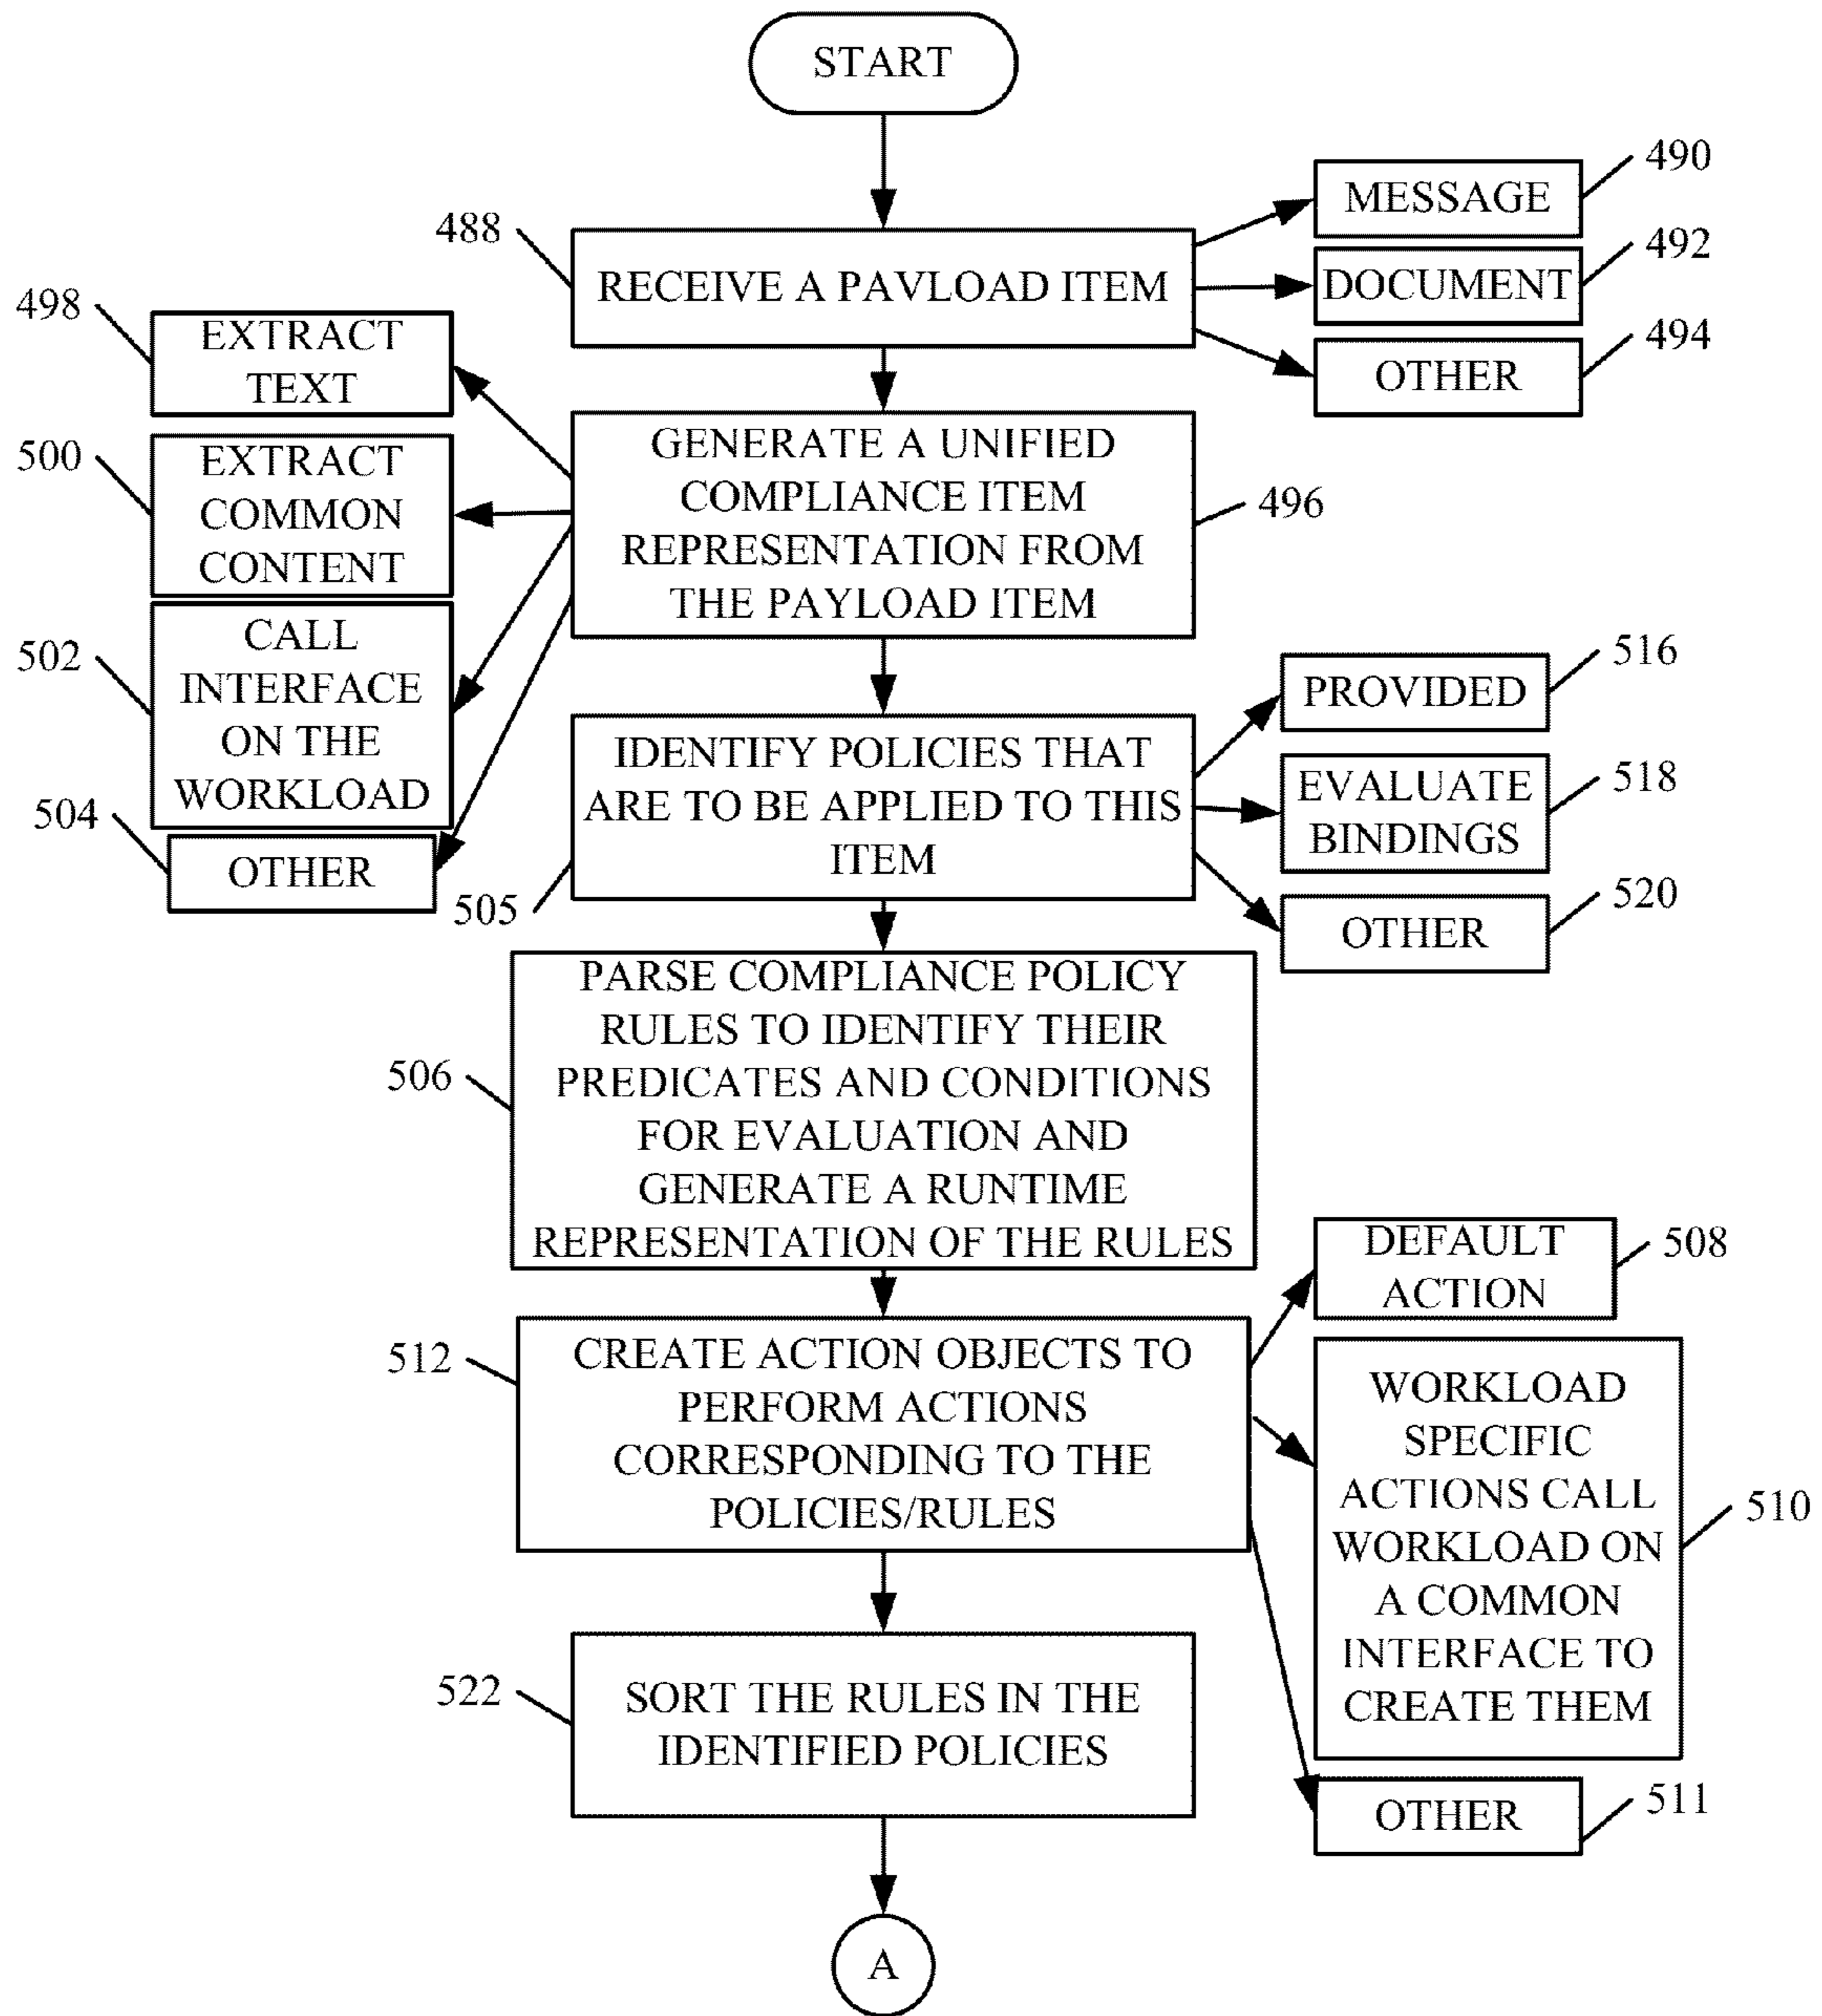 START
490
MESSAGE
488
RECEIVE A PAVLOAD ITEM
492
DOCUMENT
494
OTHER
498
EXTRACT
TEXT
500
EXTRACT
COMMON
CONTENT
502
CALL
INTERFACE
ON THE
WORKLOAD
504
OTHER
GENERATE A UNIFIED
COMPLIANCE ITEM
REPRESENTATION FROM
THE PAYLOAD ITEM
496
505
IDENTIFY POLICIES THAT
ARE TO BE APPLIED TO THIS
ITEM
516
PROVIDED
518
EVALUATE
BINDINGS
520
OTHER
506
PARSE COMPLIANCE POLICY
RULES TO IDENTIFY THEIR
PREDICATES AND CONDITIONS
FOR EVALUATION AND
GENERATE A RUNTIME
REPRESENTATION OF THE RULES
512
CREATE ACTION OBJECTS TO
PERFORM ACTIONS
CORRESPONDING TO THE
POLICIES/RULES
508
DEFAULT
ACTION
510
WORKLOAD
SPECIFIC
ACTIONS CALL
WORKLOAD ON
A COMMON
INTERFACE TO
CREATE THEM
511
OTHER
522
SORT THE RULES IN THE
IDENTIFIED POLICIES
A